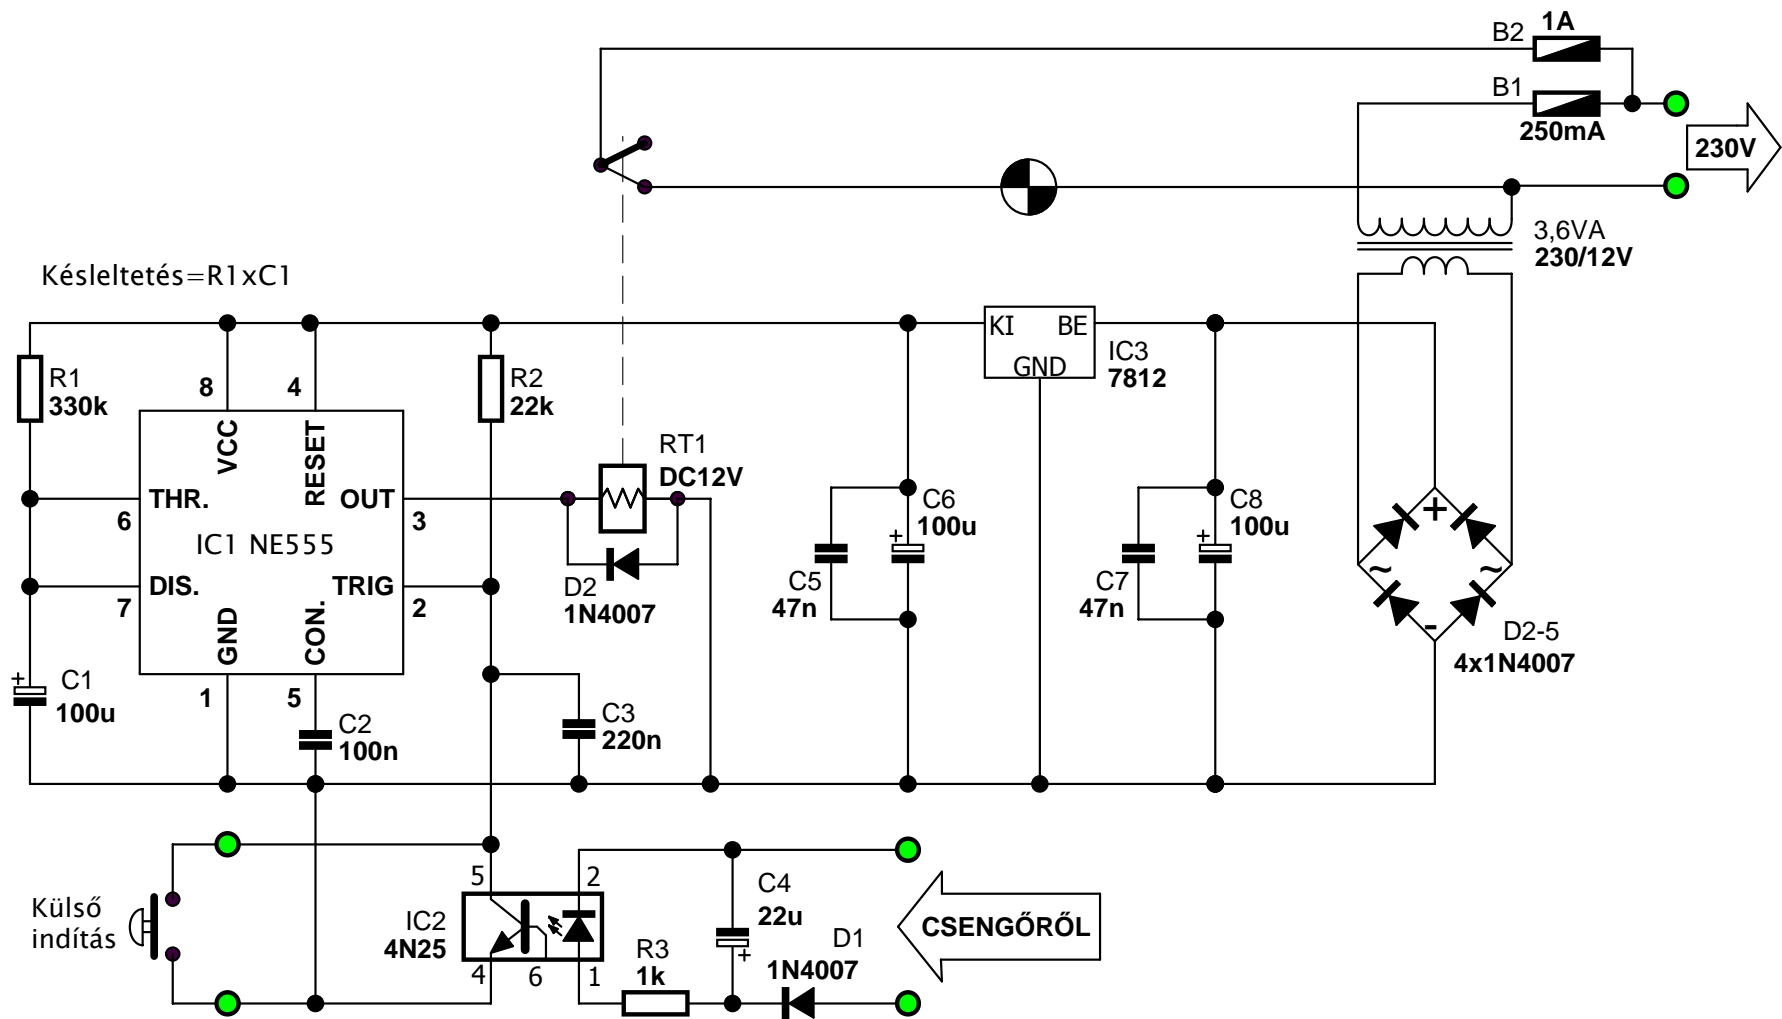 B2
1A
B1
250mA
230V
3,6VA
230/12V
Késleltetés=R1xC1
KI
BE
GND
IC3
7812
R1
330k
8
4
R2
22k
VCC
RESET
THR.
OUT
6
3
IC1 NE555
DIS.
TRIG
7
2
GND
CON.
1
5
RT1
DC12V
D2
1N4007
+
C6
100u
C5
47n
+
C8
100u
C7
47n
+
~
~
-
D2-5
4x1N4007
+
C1
100u
C2
100n
C3
220n
Külső
indítás
5
2
IC2
4N25
4
6
1
C4
22u
+
R3
1k
D1
1N4007
CSENGŐRŐL